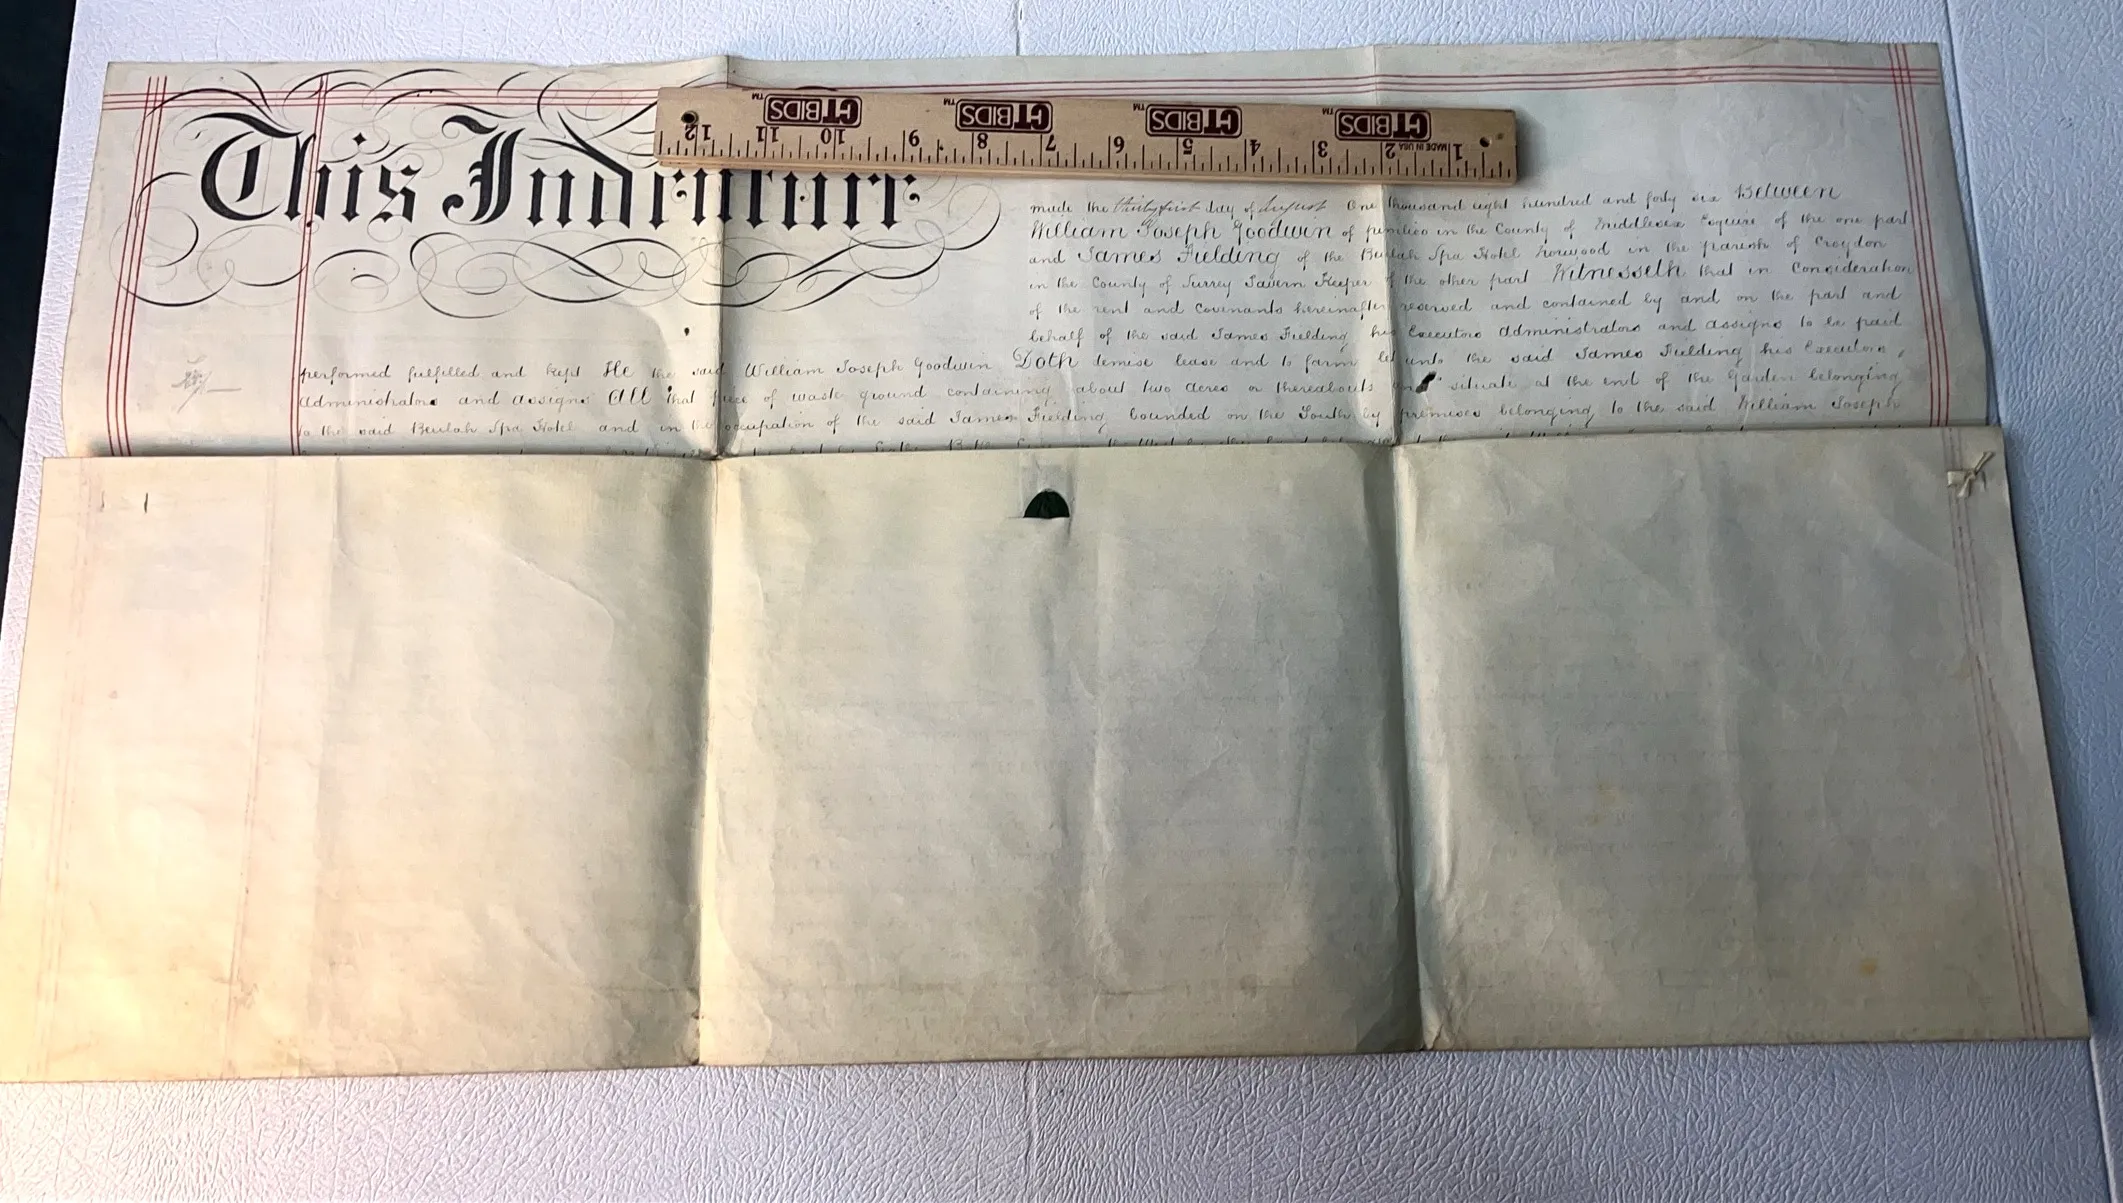 This Indenture
made the thirty first day of August One thousand eight hundred and forty six Between
William Joseph Goodwin of pimlico in the County of Middlesex Esquire of the one part
and James Fielding of the Beulah Spa Hotel Norwood in the parish of Croydon
in the County of Surrey Tavern Keeper of the other part Witnesseth that in Consideration
of the rent and Covenants hereinafter reserved and contained by and on the part and
behalf of the said James Fielding his Executors Administrators and assigns to be paid
performed fulfilled and kept He the said William Joseph Goodwin Doth demise lease and to farm let unto the said James Fielding his Executors
Administrators and assigns All that piece of waste ground containing about two acres or thereabouts situate at the end of the Garden belonging
to the said Beulah Spa Hotel and in the occupation of the said James Fielding bounded on the South by premises belonging to the said William Joseph
GTBIDS™ GTBIDS™ GTBIDS™ GTBIDS™
12 11 10 9 8 7 6 5 4 3 2 MADE IN USA 1